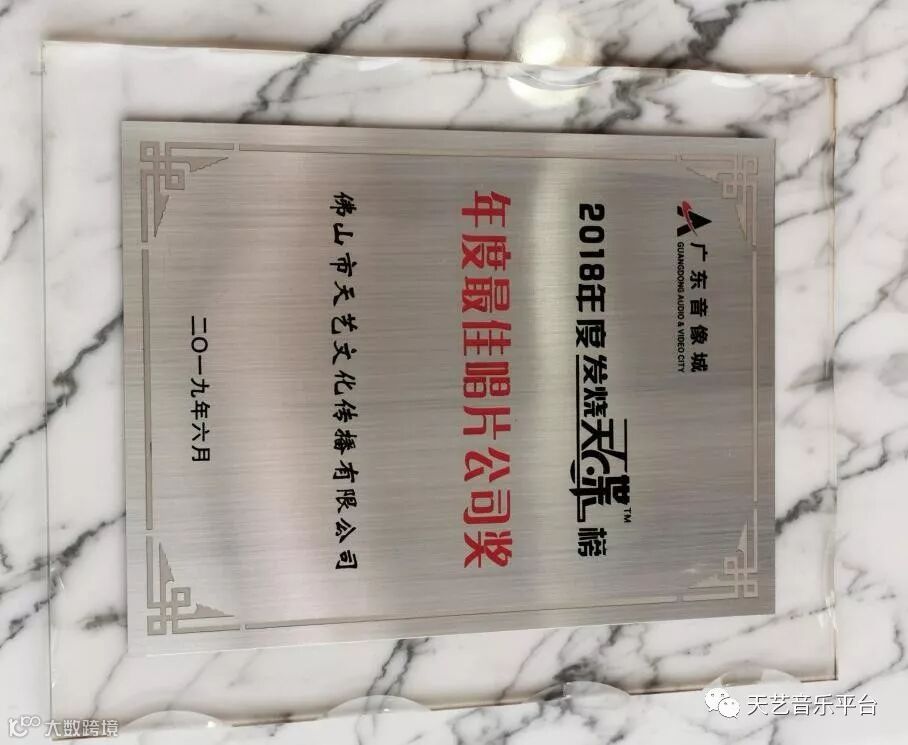 广东音像城
GUANGDONG AUDIO & VIDEO CITY
2018年度发烧天碟™榜
年度最佳唱片公司奖
佛山市天艺文化传播有限公司
二〇一九年六月
天艺音乐平台
大数跨境